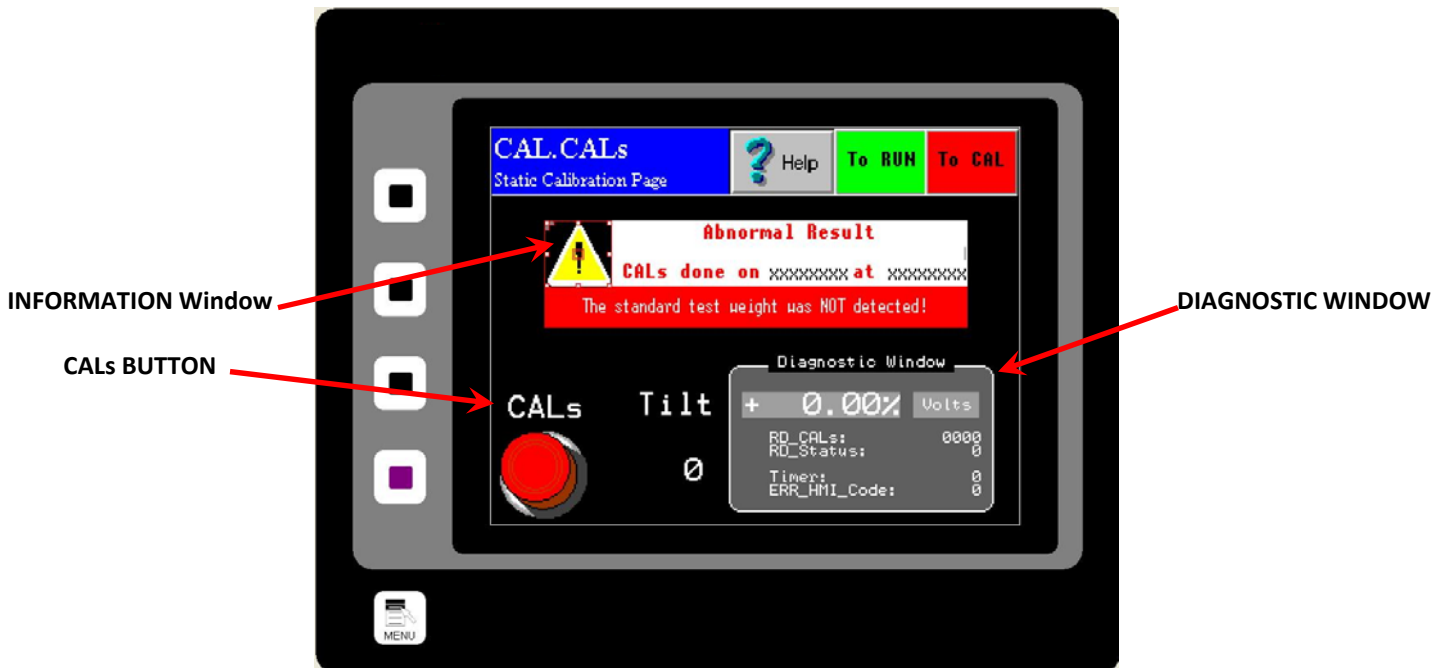 CAL.CALs
Static Calibration Page
Help
To RUN
To CAL
Abnormal Result
CALs done on xxxxxxxx at xxxxxxxx
The standard test weight was NOT detected!
INFORMATION Window
DIAGNOSTIC WINDOW
CALs BUTTON
Diagnostic Window
CALs
Tilt
+ 0.00% Volts
RD_CALs: 0000
RD_Status: 0
0
Timer: 0
ERR_HMI_Code: 0
MENU